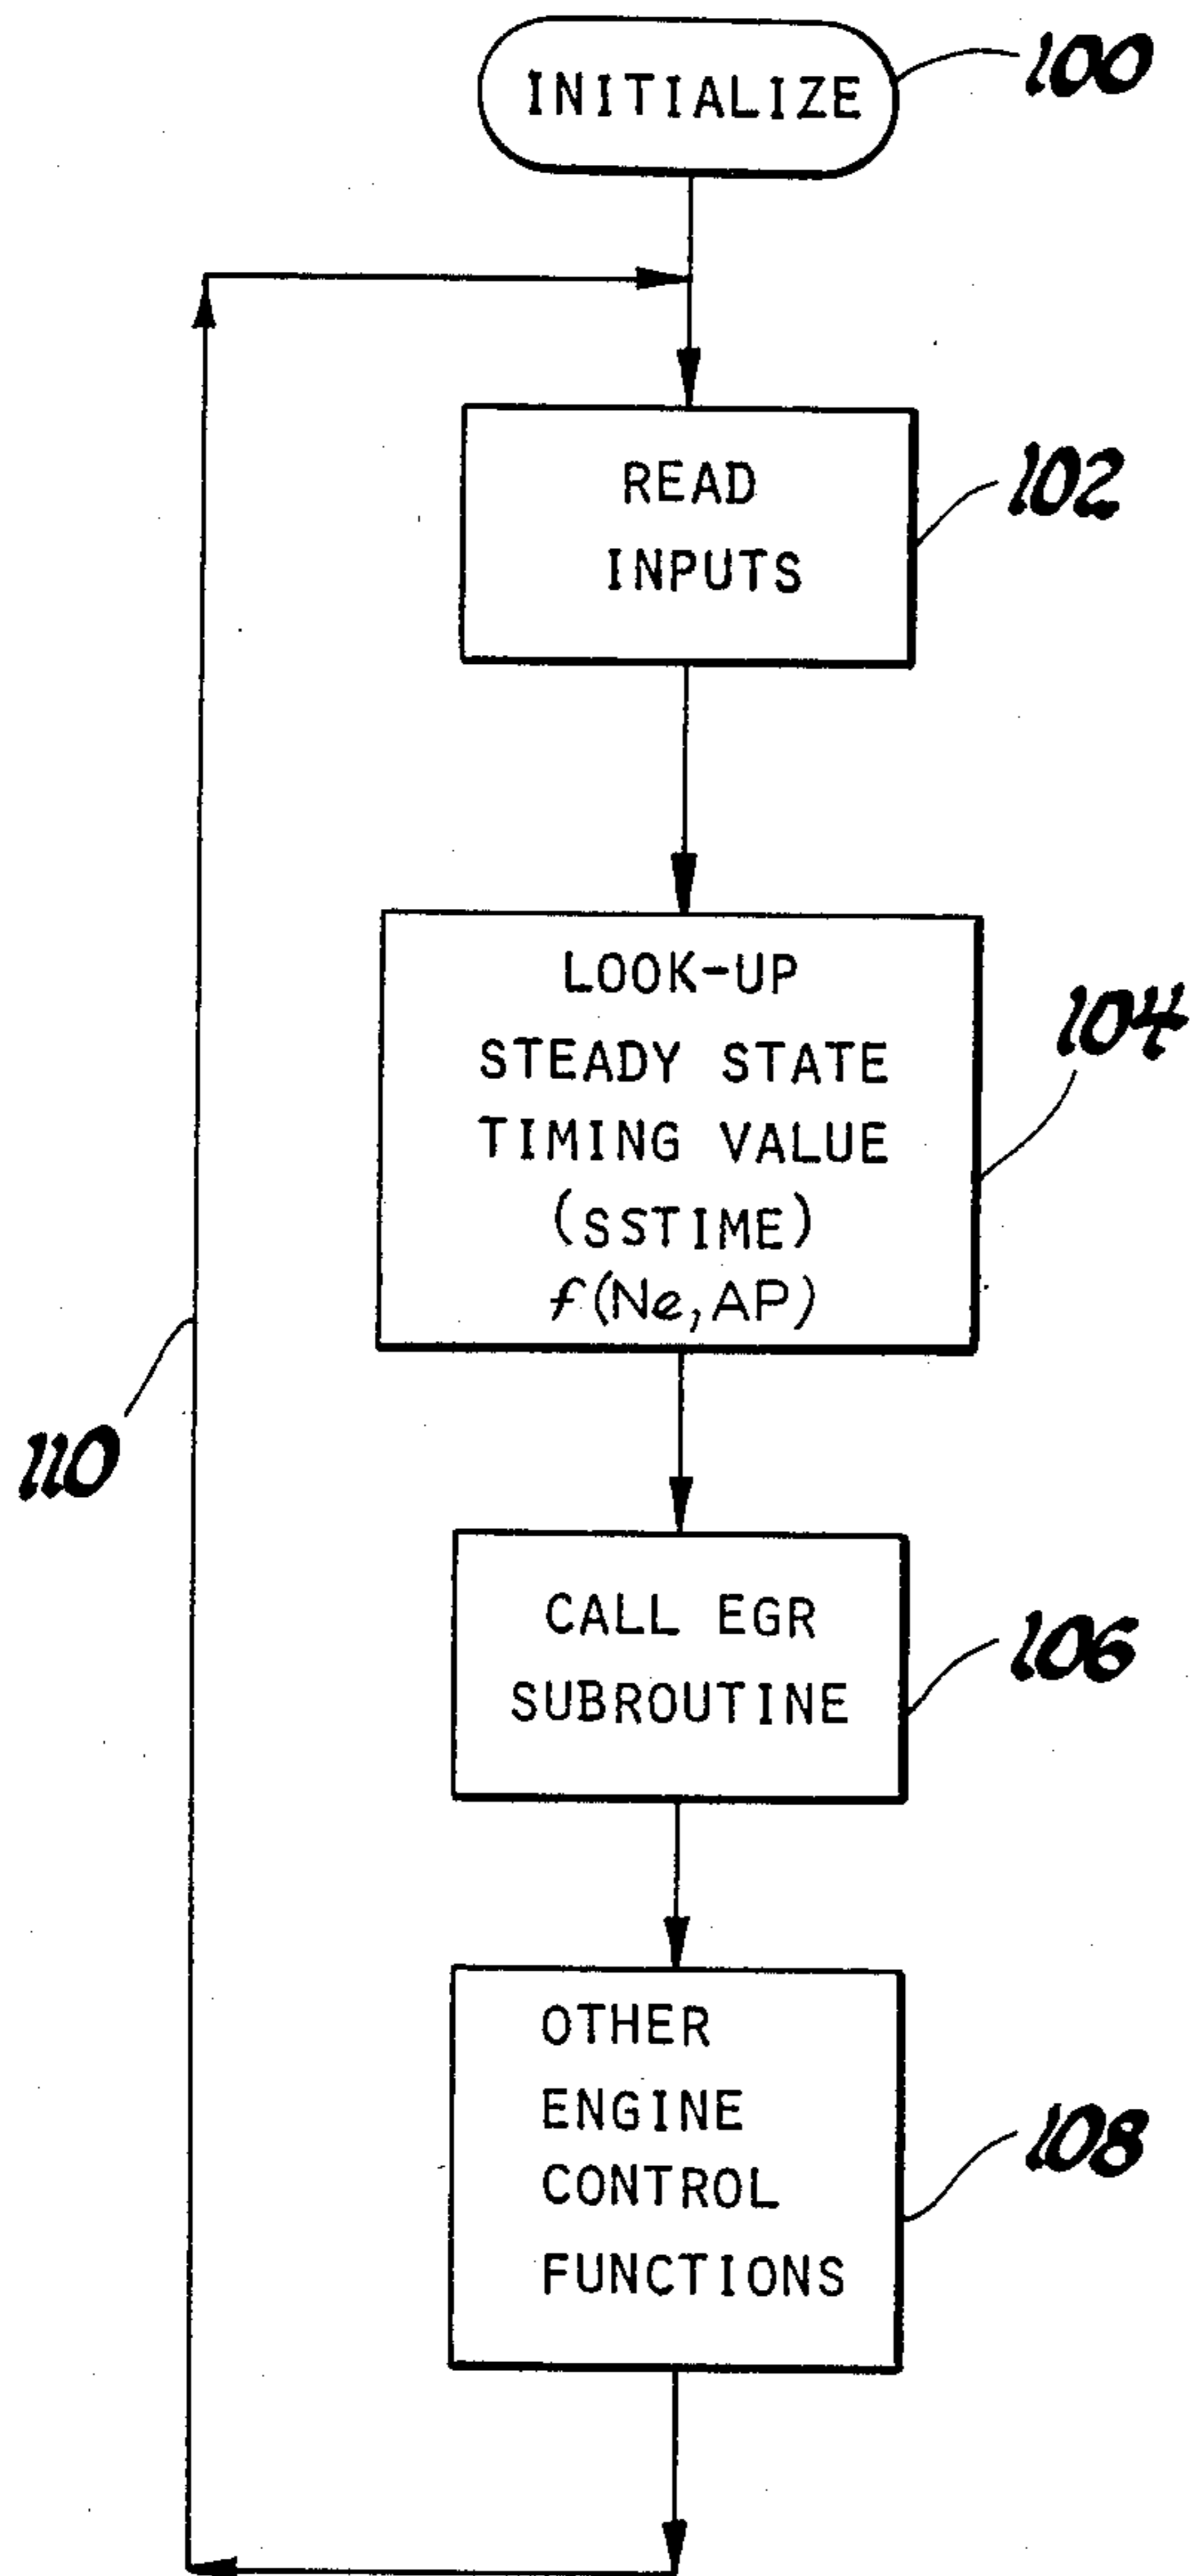 INITIALIZE
100
READ
INPUTS
102
LOOK-UP
STEADY STATE
TIMING VALUE
(SSTIME)
f(Ne, AP)
104
110
CALL EGR
SUBROUTINE
106
OTHER
ENGINE
CONTROL
FUNCTIONS
108